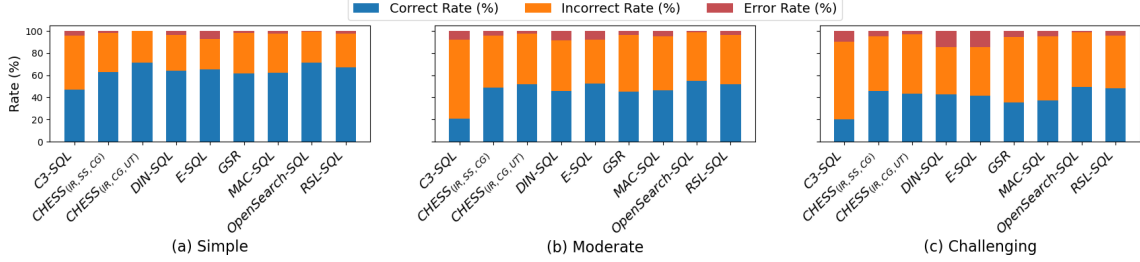 Correct Rate (%) Incorrect Rate (%) Error Rate (%)
Rate (%)
100
80
60
40
20
0
C3-SQL
CHESS(IR, SS, CG)
CHESS(IR, CG, UT)
DIN-SQL
E-SQL
GSR
MAC-SQL
OpenSearch-SQL
RSL-SQL
(a) Simple
C3-SQL
CHESS(IR, SS, CG)
CHESS(IR, CG, UT)
DIN-SQL
E-SQL
GSR
MAC-SQL
OpenSearch-SQL
RSL-SQL
(b) Moderate
C3-SQL
CHESS(IR, SS, CG)
CHESS(IR, CG, UT)
DIN-SQL
E-SQL
GSR
MAC-SQL
OpenSearch-SQL
RSL-SQL
(c) Challenging